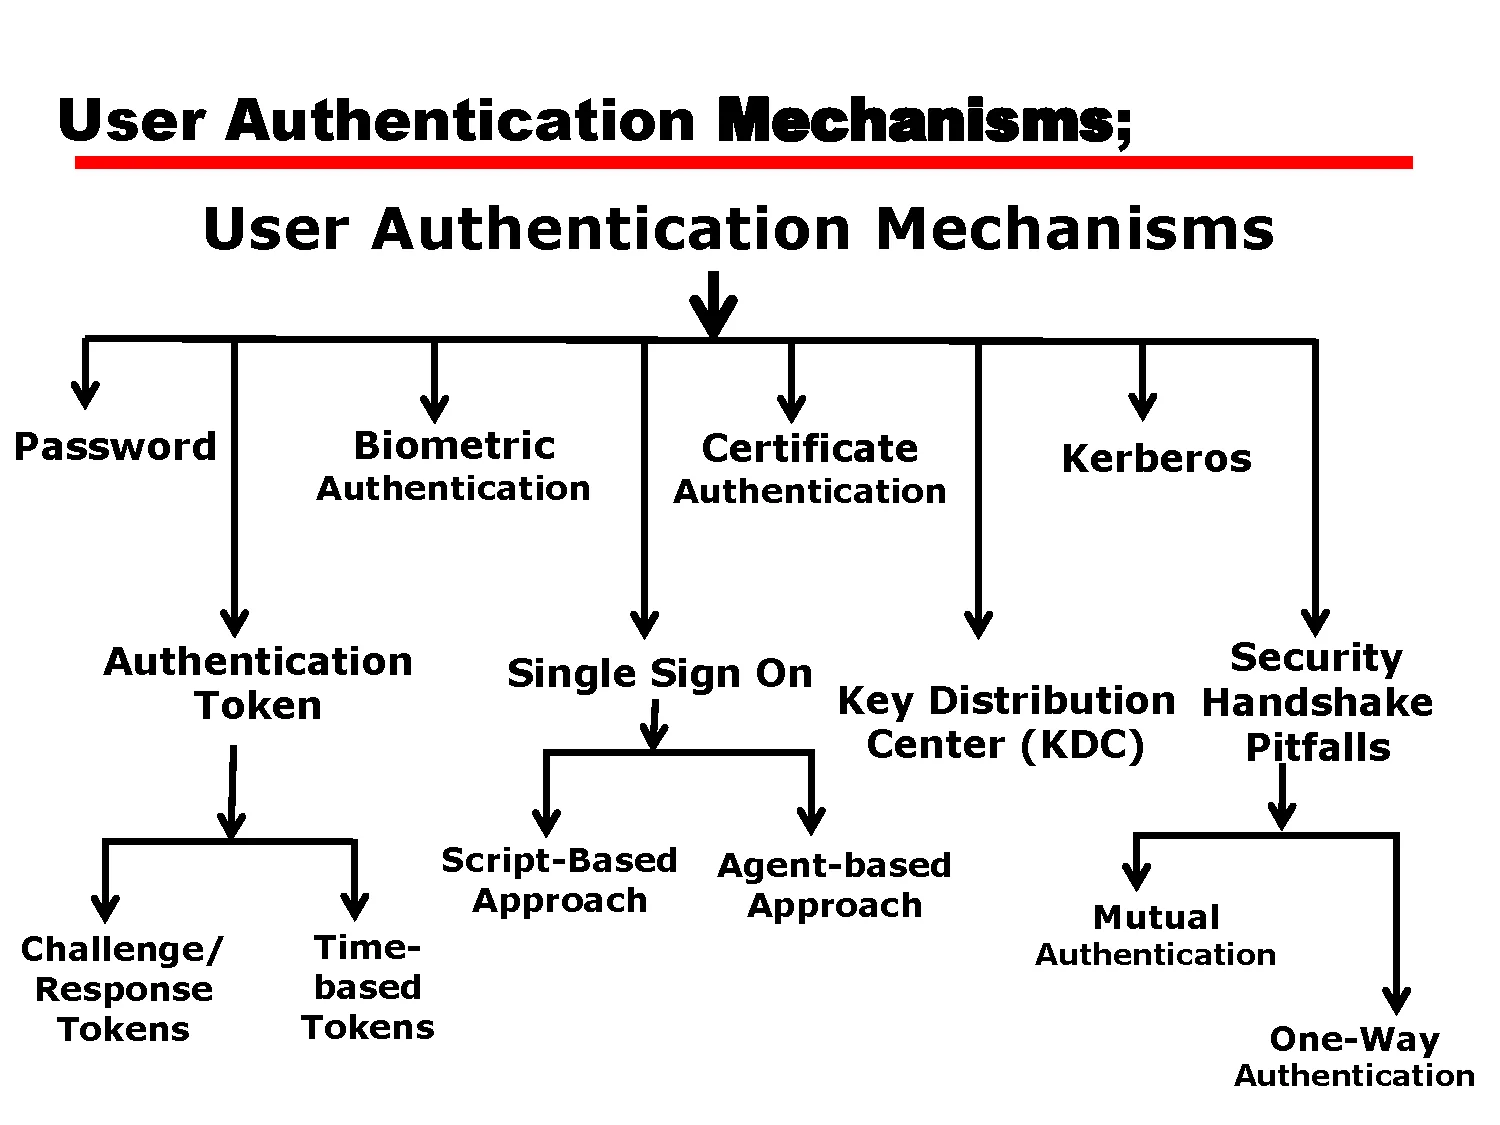 User Authentication Mechanisms;
User Authentication Mechanisms
Password
Biometric
Authentication
Certificate
Authentication
Kerberos
Authentication
Token
Single Sign On
Key Distribution
Center (KDC)
Security
Handshake
Pitfalls
Challenge/
Response
Tokens
Time-
based
Tokens
Script-Based
Approach
Agent-based
Approach
Mutual
Authentication
One-Way
Authentication